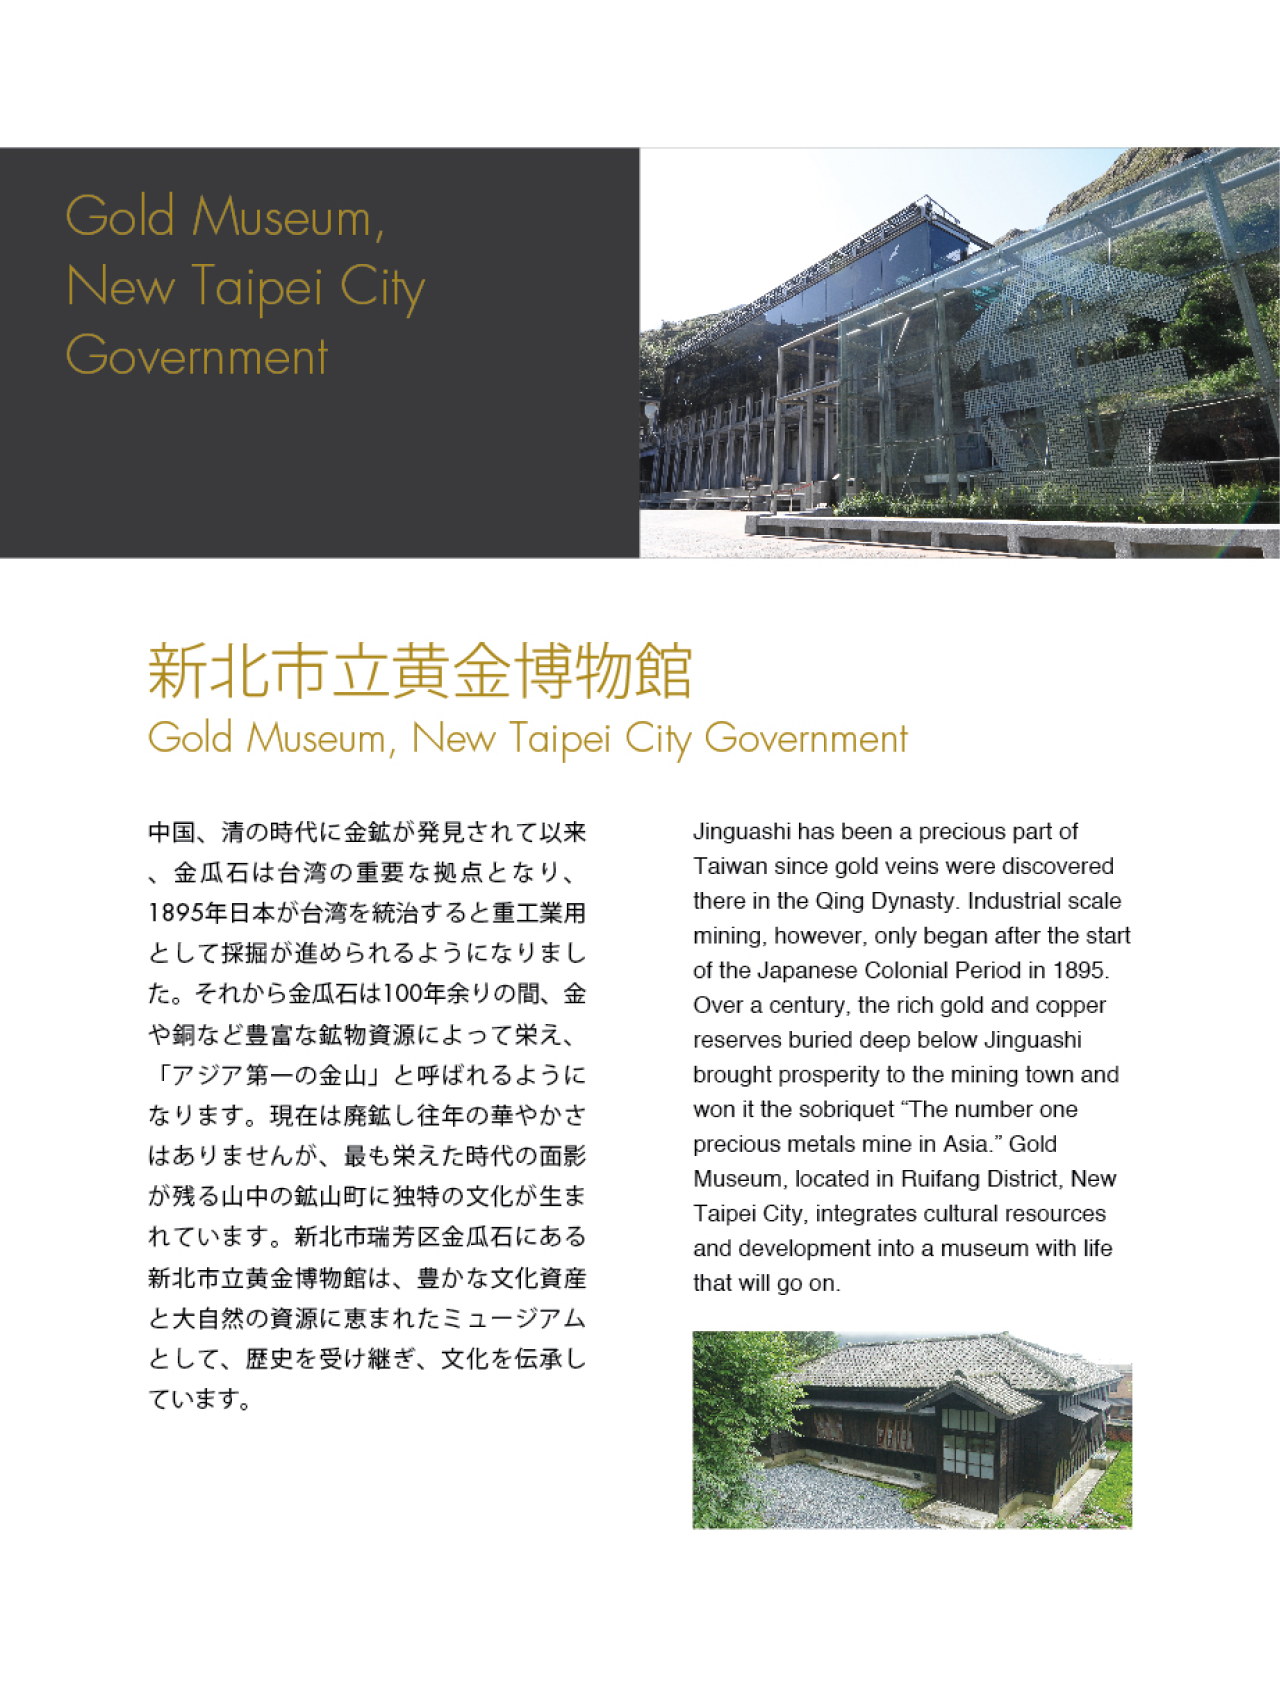 Gold Museum,
New Taipei City
Government
金
新北市立黄金博物館
Gold Museum, New Taipei City Government
中国、清の時代に金鉱が発見されて以来
、金瓜石は台湾の重要な拠点となり、
1895年日本が台湾を統治すると重工業用
として採掘が進められるようになりまし
た。それから金瓜石は100年余りの間、金
や銅など豊富な鉱物資源によって栄え、
「アジア第一の金山」と呼ばれるように
なります。現在は廃鉱し往年の華やかさ
はありませんが、最も栄えた時代の面影
が残る山中の鉱山町に独特の文化が生ま
れています。新北市瑞芳区金瓜石にある
新北市立黄金博物館は、豊かな文化資産
と大自然の資源に恵まれたミュージアム
として、歴史を受け継ぎ、文化を伝承し
ています。
Jinguashi has been a precious part of
Taiwan since gold veins were discovered
there in the Qing Dynasty. Industrial scale
mining, however, only began after the start
of the Japanese Colonial Period in 1895.
Over a century, the rich gold and copper
reserves buried deep below Jinguashi
brought prosperity to the mining town and
won it the sobriquet “The number one
precious metals mine in Asia.” Gold
Museum, located in Ruifang District, New
Taipei City, integrates cultural resources
and development into a museum with life
that will go on.